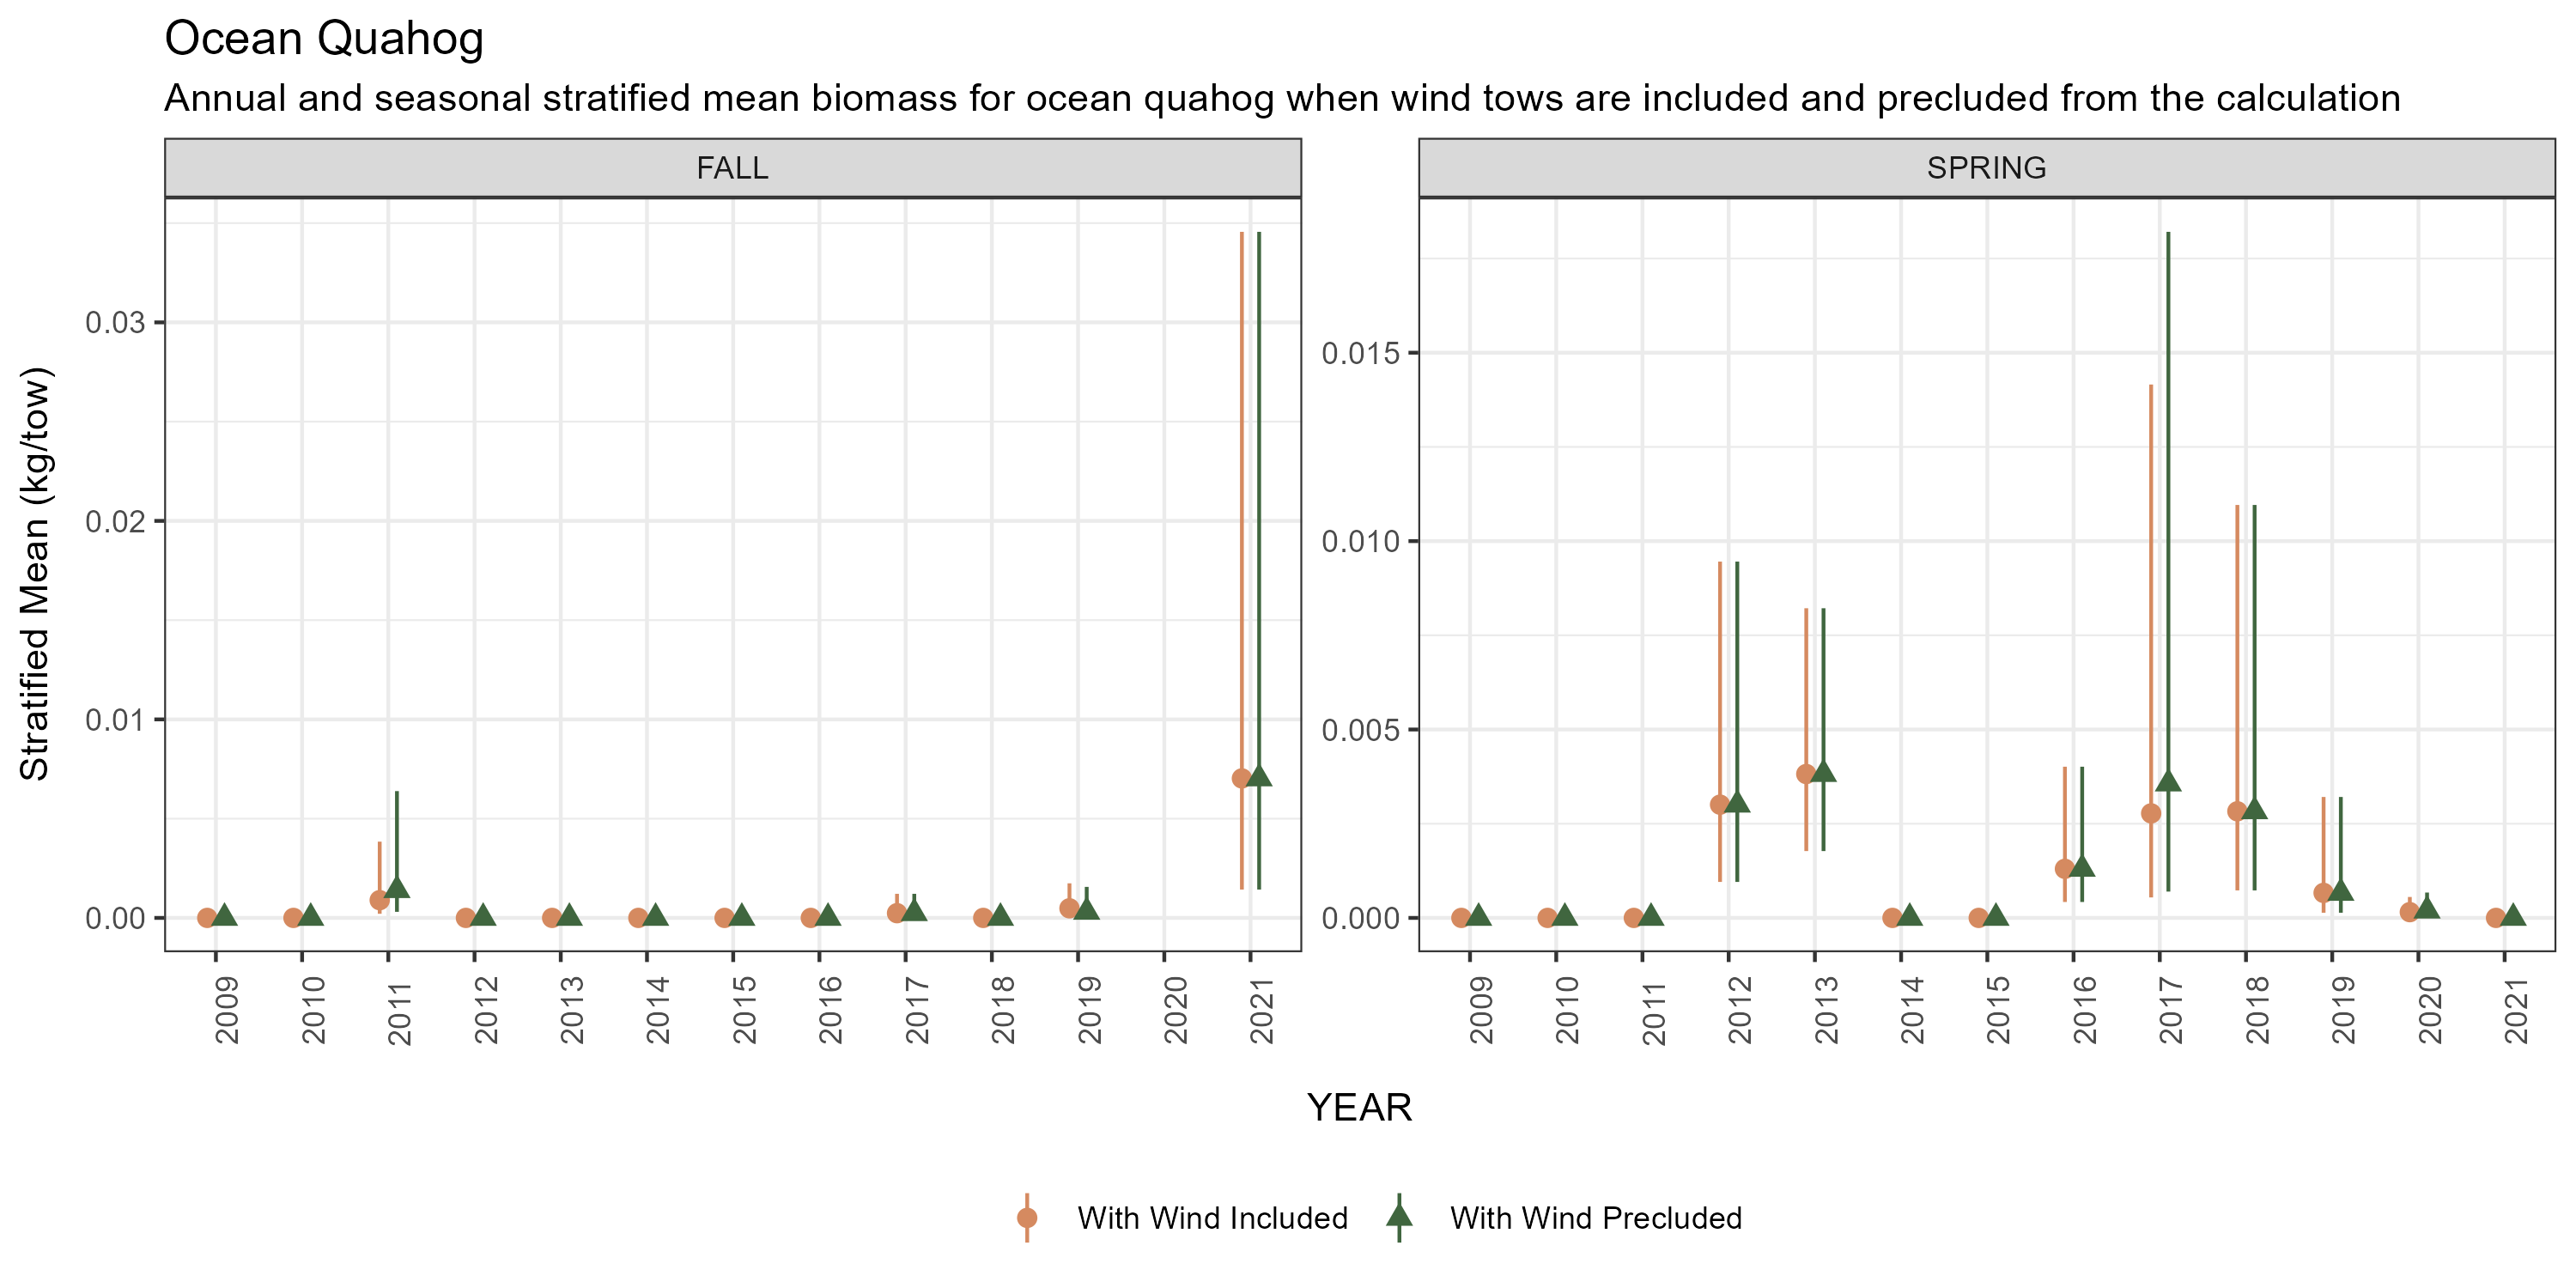 Ocean Quahog
Annual and seasonal stratified mean biomass for ocean quahog when wind tows are included and precluded from the calculation
FALL
SPRING
Stratified Mean (kg/tow)
0.03
0.02
0.01
0.00
0.015
0.010
0.005
0.000
2009 2010 2011 2012 2013 2014 2015 2016 2017 2018 2019 2020 2021
2009 2010 2011 2012 2013 2014 2015 2016 2017 2018 2019 2020 2021
YEAR
With Wind Included With Wind Precluded